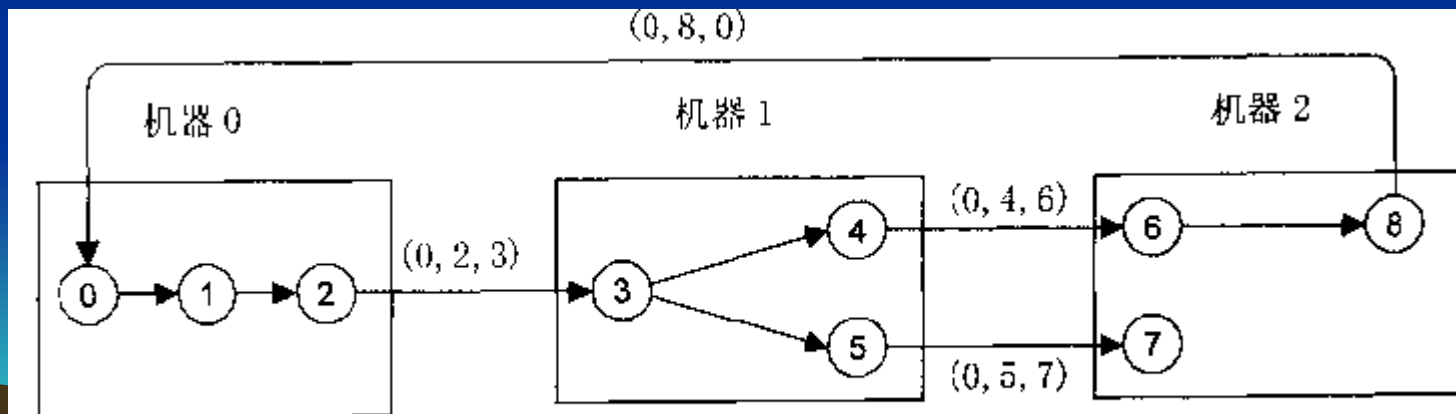 (0, 8, 0)
机器 0
机器 1
机器 2
(0, 2, 3)
(0, 4, 6)
(0, 5, 7)
0
1
2
3
4
5
6
7
8